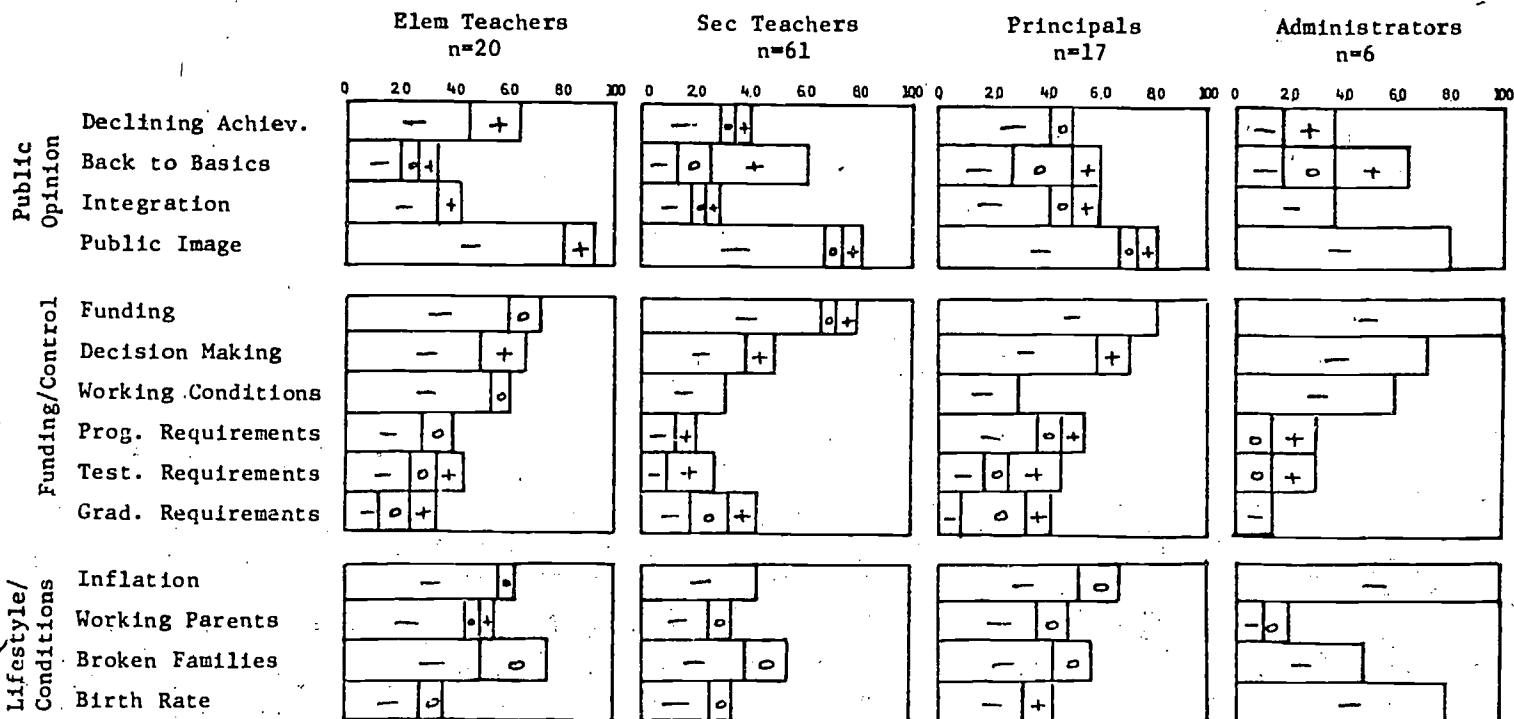 Elem Teachers Sec Teachers Principals Administrators
n=20 n=61 n=17 n=6
0 20 40 60 80 100 0 20 40 60 80 100 0 20 40 60 80 100 0 20 40 60 80 100
Public Opinion
Declining Achiev. — + — o + — o — +
Back to Basics — o + — o + — o + — o +
Integration — + — o + — o + —
Public Image — + — o + — o + —
Funding/Control
Funding — o — o + — —
Decision Making — + — + — + —
Working Conditions — o — — —
Prog. Requirements — o — + — o + o +
Test. Requirements — o + — + — o + o +
Grad. Requirements — o + — o + — o + —
Lifestyle/ Conditions
Inflation — o — — o —
Working Parents — o + — o — o — o
Broken Families — o — o — o —
Birth Rate — o — o — + —